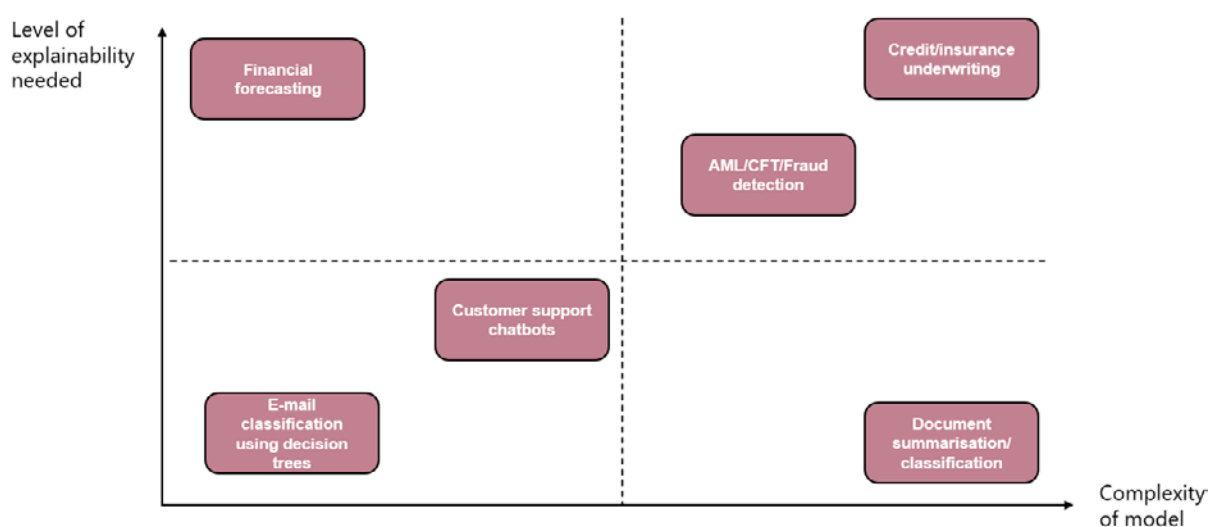 Level of
explainability
needed
Financial
forecasting
Credit/insurance
underwriting
AML/CFT/Fraud
detection
Customer support
chatbots
E-mail
classification
using decision
trees
Document
summarisation/
classification
Complexity
of model